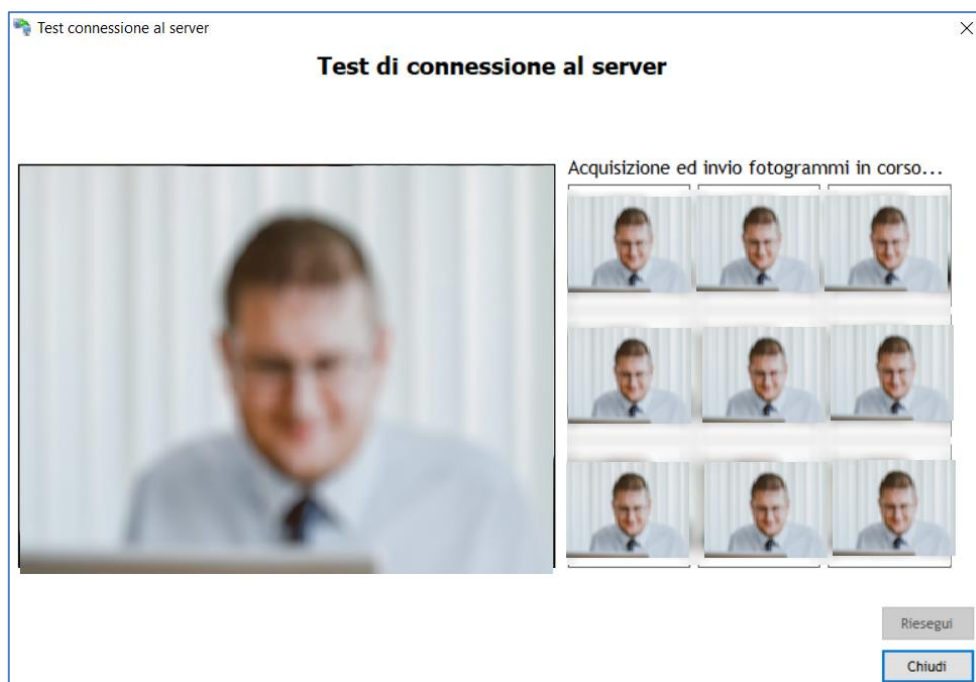 Test connessione al server
Test di connessione al server
Acquisizione ed invio fotogrammi in corso...
Riesegui
Chiudi